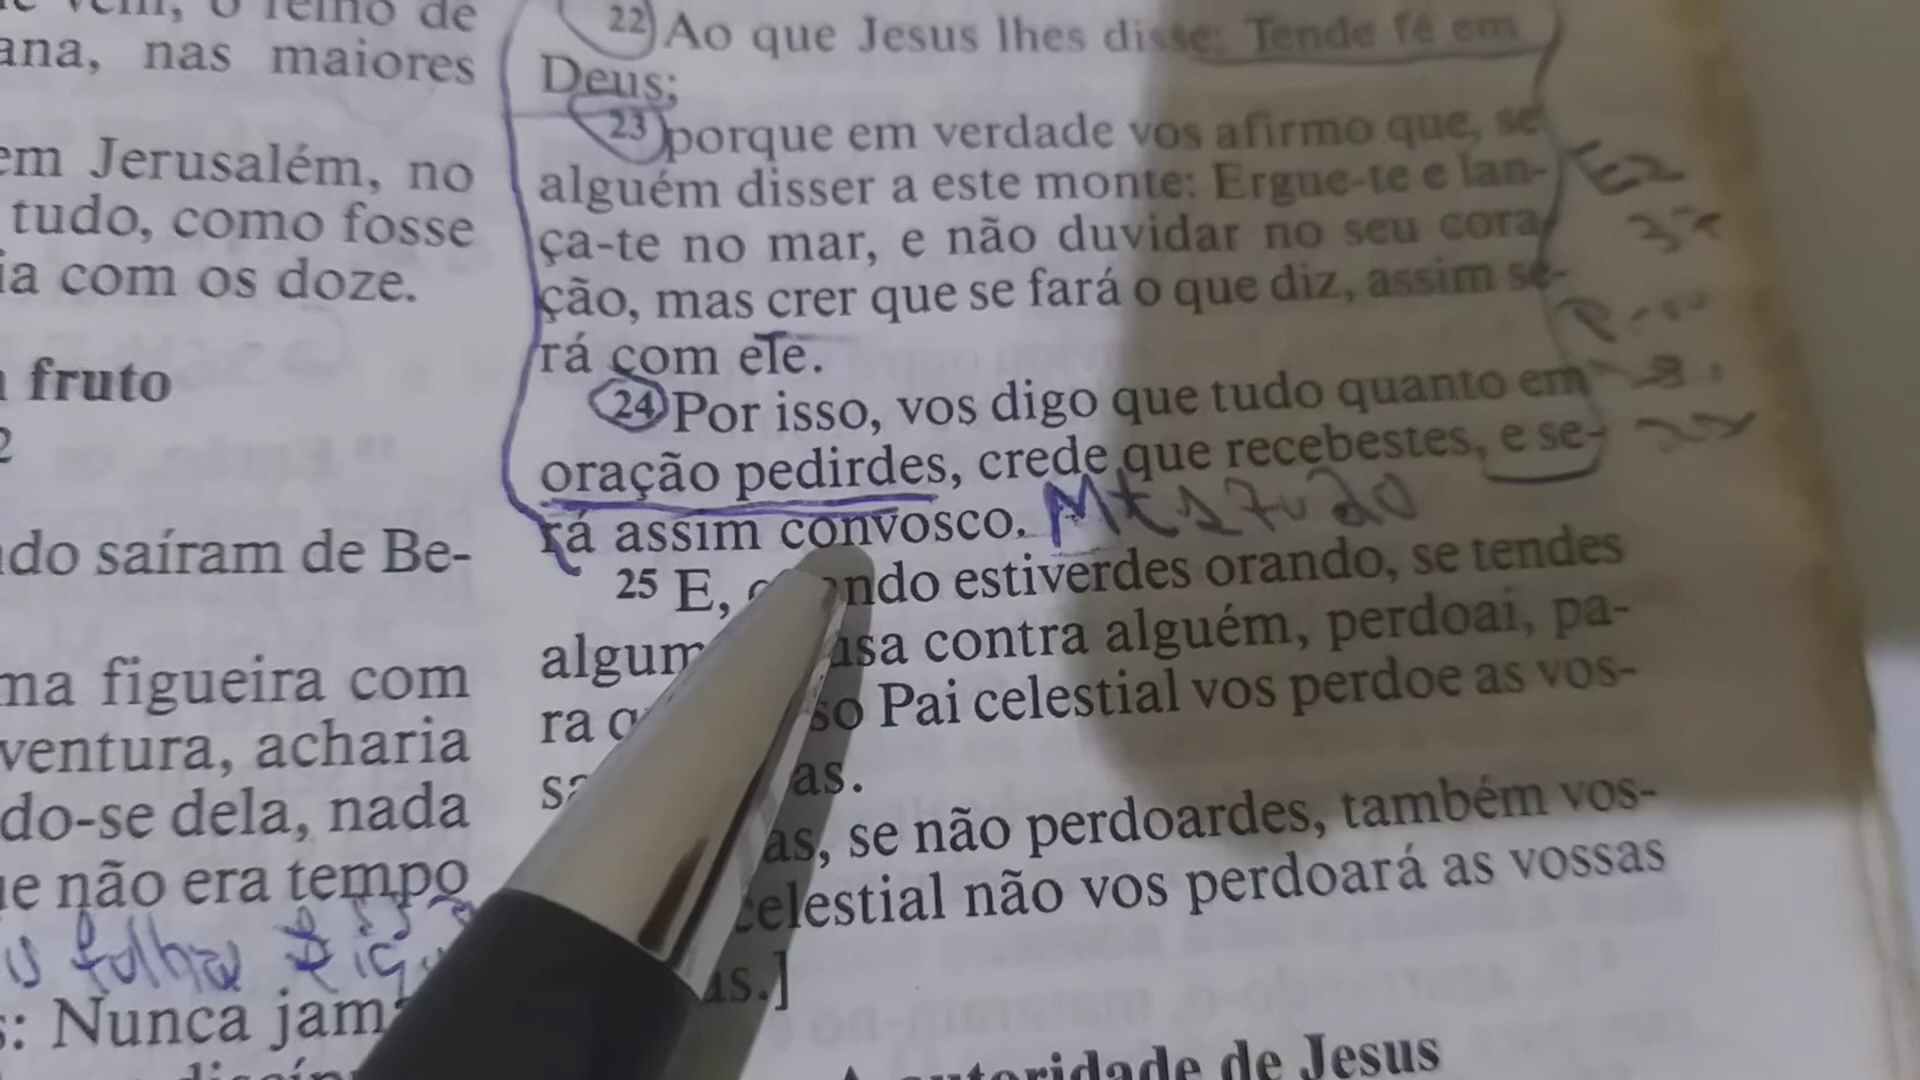 vem, o reino de
ana, nas maiores
em Jerusalém, no
tudo, como fosse
ia com os doze.
fruto
2
do saíram de Be-
ma figueira com
ventura, acharia
do-se dela, nada
e não era tempo
folha
s: Nunca jam
22 Ao que Jesus lhes disse: Tende fé em
Deus;
23 porque em verdade vos afirmo que, se
alguém disser a este monte: Ergue-te e lan-
ça-te no mar, e não duvidar no seu cora
ção, mas crer que se fará o que diz, assim se-
rá com ele.
24 Por isso, vos digo que tudo quanto em
oração pedirdes, crede que recebestes, e se-
rá assim convosco. Mt
25 E, ndo estiverdes orando, se tendes
algum usa contra alguém, perdoai, pa-
ra q so Pai celestial vos perdoe as vos-
sa as.
as, se não perdoardes, também vos-
celestial não vos perdoará as vossas
as.]
A autoridade de Jesus